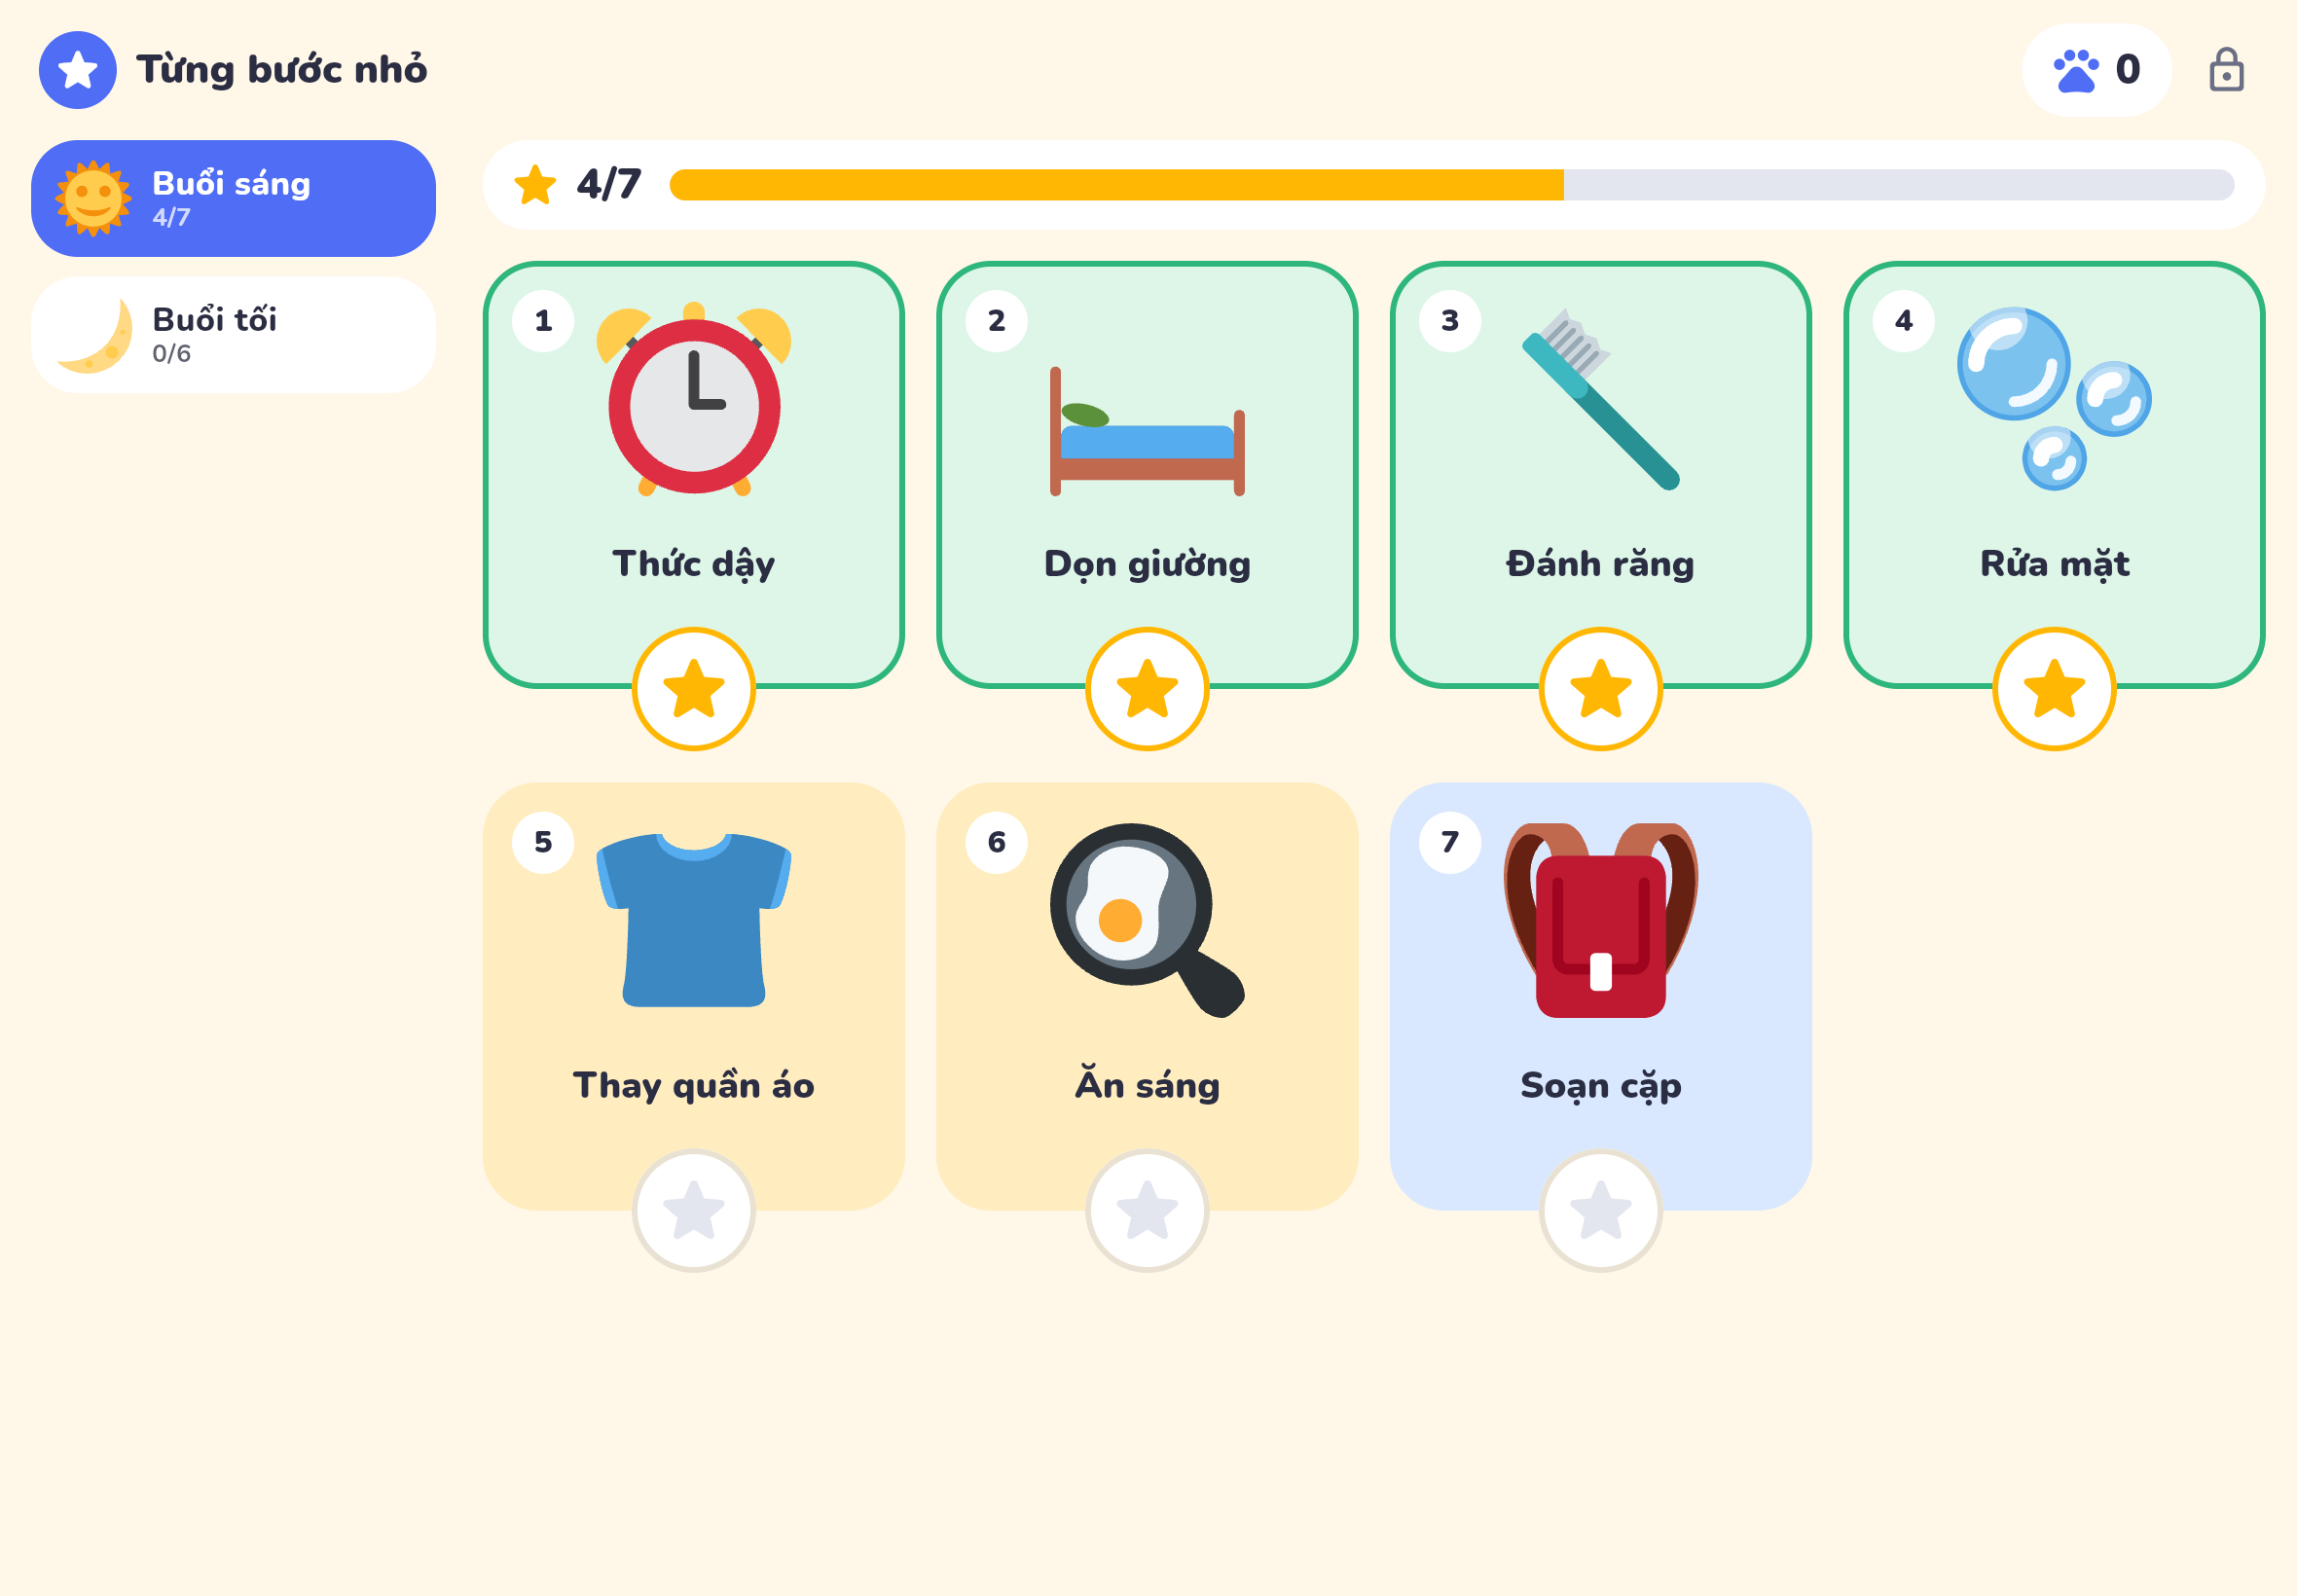 Từng bước nhỏ
0
Buổi sáng
4/7
Buổi tối
0/6
4/7
1
Thức dậy
2
Dọn giường
3
Đánh răng
4
Rửa mặt
5
Thay quần áo
6
Ăn sáng
7
Soạn cặp